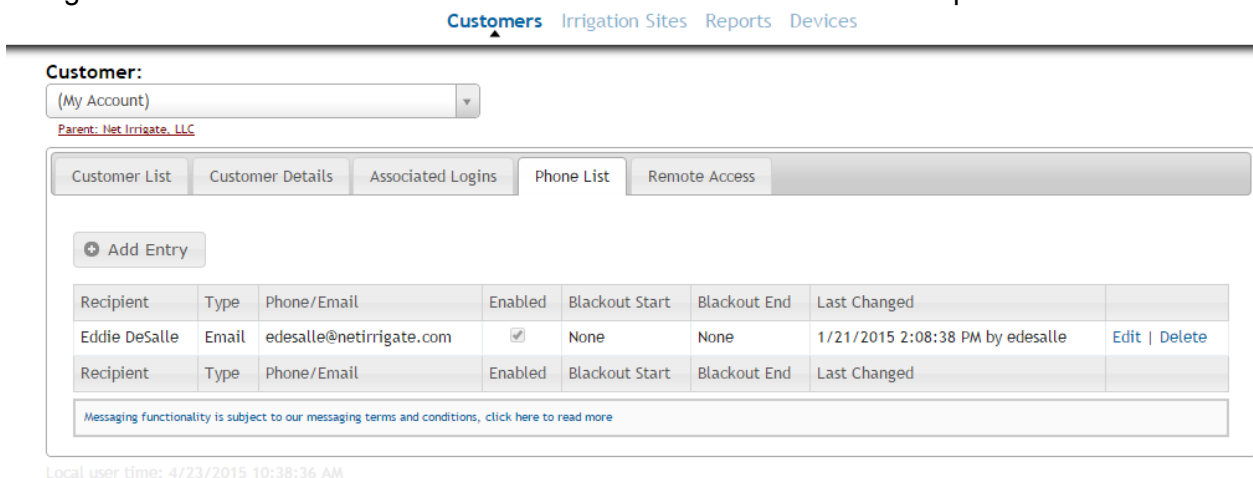 Customers Irrigation Sites Reports Devices
Customer:
(My Account)
Parent: Net Irrigate, LLC
Customer List Customer Details Associated Logins Phone List Remote Access
Add Entry
Recipient Type Phone/Email Enabled Blackout Start Blackout End Last Changed
Eddie DeSalle Email edesalle@netirrigate.com None None 1/21/2015 2:08:38 PM by edesalle Edit | Delete
Recipient Type Phone/Email Enabled Blackout Start Blackout End Last Changed
Messaging functionality is subject to our messaging terms and conditions, click here to read more
Local user time: 4/23/2015 10:38:36 AM